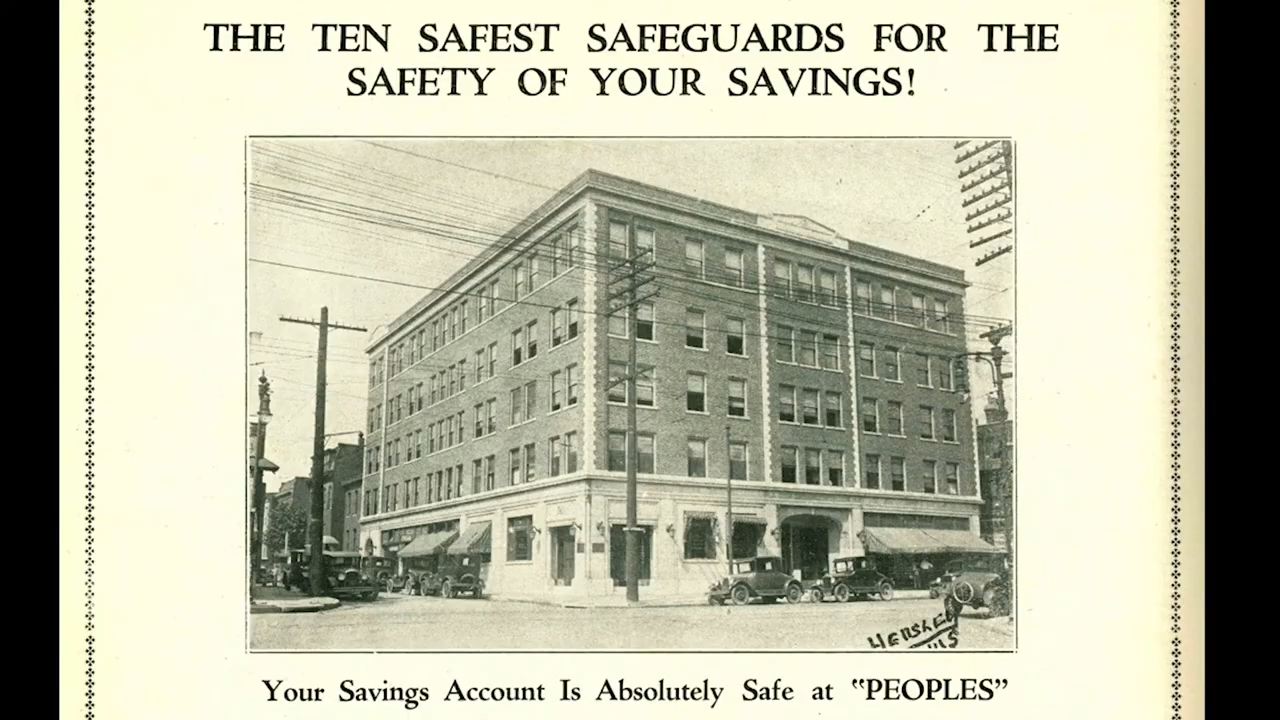 THE TEN SAFEST SAFEGUARDS FOR THE
SAFETY OF YOUR SAVINGS!
Your Savings Account Is Absolutely Safe at "PEOPLES"